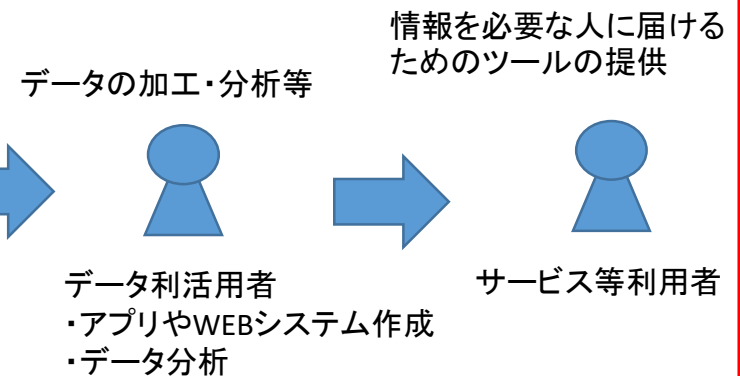 情報を必要な人に届ける
ためのツールの提供
データの加工・分析等
データ利活用者
・アプリやWEBシステム作成
・データ分析
サービス等利用者